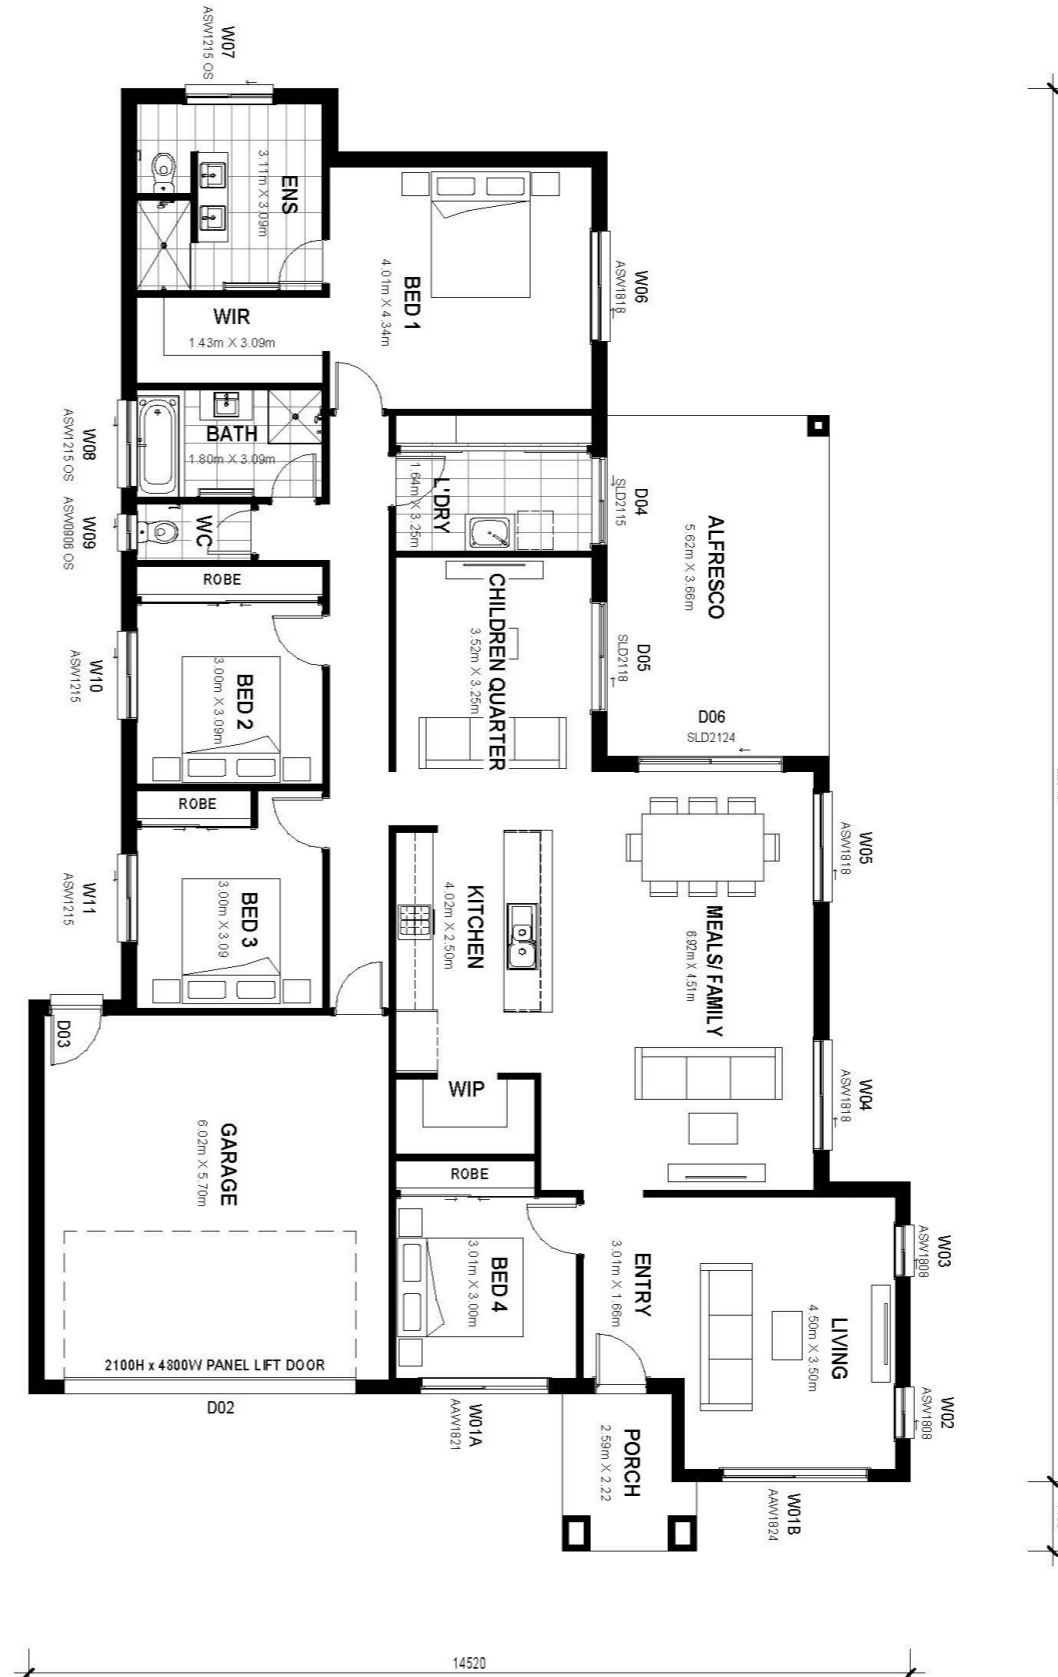 W07
ASW1215 OS
ENS
3.11m X 3.09m
BED 1
4.01m X 4.34m
W06
ASW1818
WIR
1.43m X 3.09m
BATH
1.80m X 3.09m
W08
ASW1215 OS
L'DRY
1.64m X 3.25m
D04
SLD2115
ALFRESCO
5.62m X 3.66m
W09
ASW0906 OS
WC
ROBE
CHILDREN QUARTER
3.52m X 3.25m
D05
SLD2118
W10
ASW1215
BED 2
3.00m X 3.09m
D06
SLD2124
ROBE
W11
ASW1215
BED 3
3.00m X 3.09
KITCHEN
4.02m X 2.50m
MEALS/ FAMILY
6.92m X 4.51m
W05
ASW1818
D03
WIP
W04
ASW1818
GARAGE
6.02m X 5.70m
ROBE
BED 4
3.01m X 3.00m
ENTRY
3.01m X 1.66m
LIVING
4.50m X 3.50m
W03
ASW1808
2100H x 4800W PANEL LIFT DOOR
D02
W01A
AAW1821
PORCH
2.59m X 2.22
W02
ASW1808
W01B
AAW1824
14520